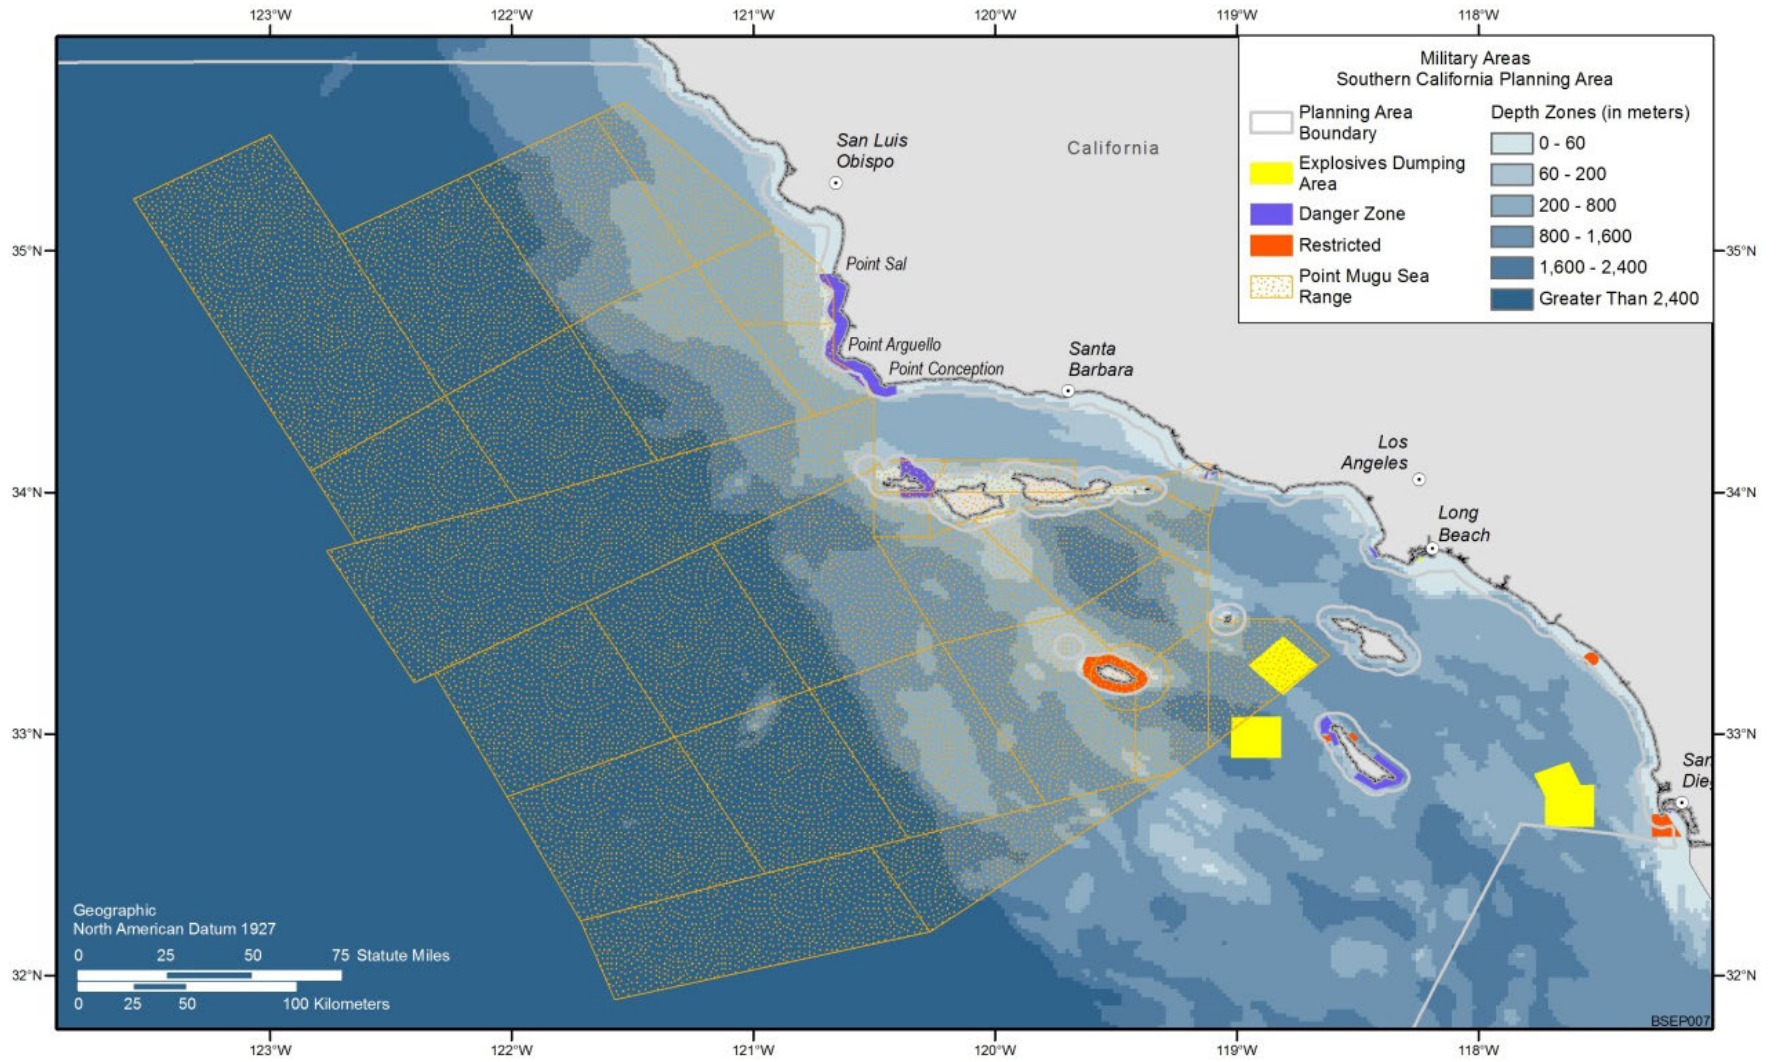 123°W
122°W
121°W
120°W
119°W
118°W
Military Areas
Southern California Planning Area
Planning Area
Boundary
Explosives Dumping
Area
Danger Zone
Restricted
Point Mugu Sea
Range
Depth Zones (in meters)
0 - 60
60 - 200
200 - 800
800 - 1,600
1,600 - 2,400
Greater Than 2,400
San Luis
Obispo
California
35°N
35°N
Point Sal
Point Arguello
Point Conception
Santa
Barbara
Los
Angeles
34°N
34°N
Long
Beach
33°N
33°N
San
Die
Geographic
North American Datum 1927
0 25 50 75 Statute Miles
0 25 50 100 Kilometers
32°N
32°N
BSEP007
123°W
122°W
121°W
120°W
119°W
118°W